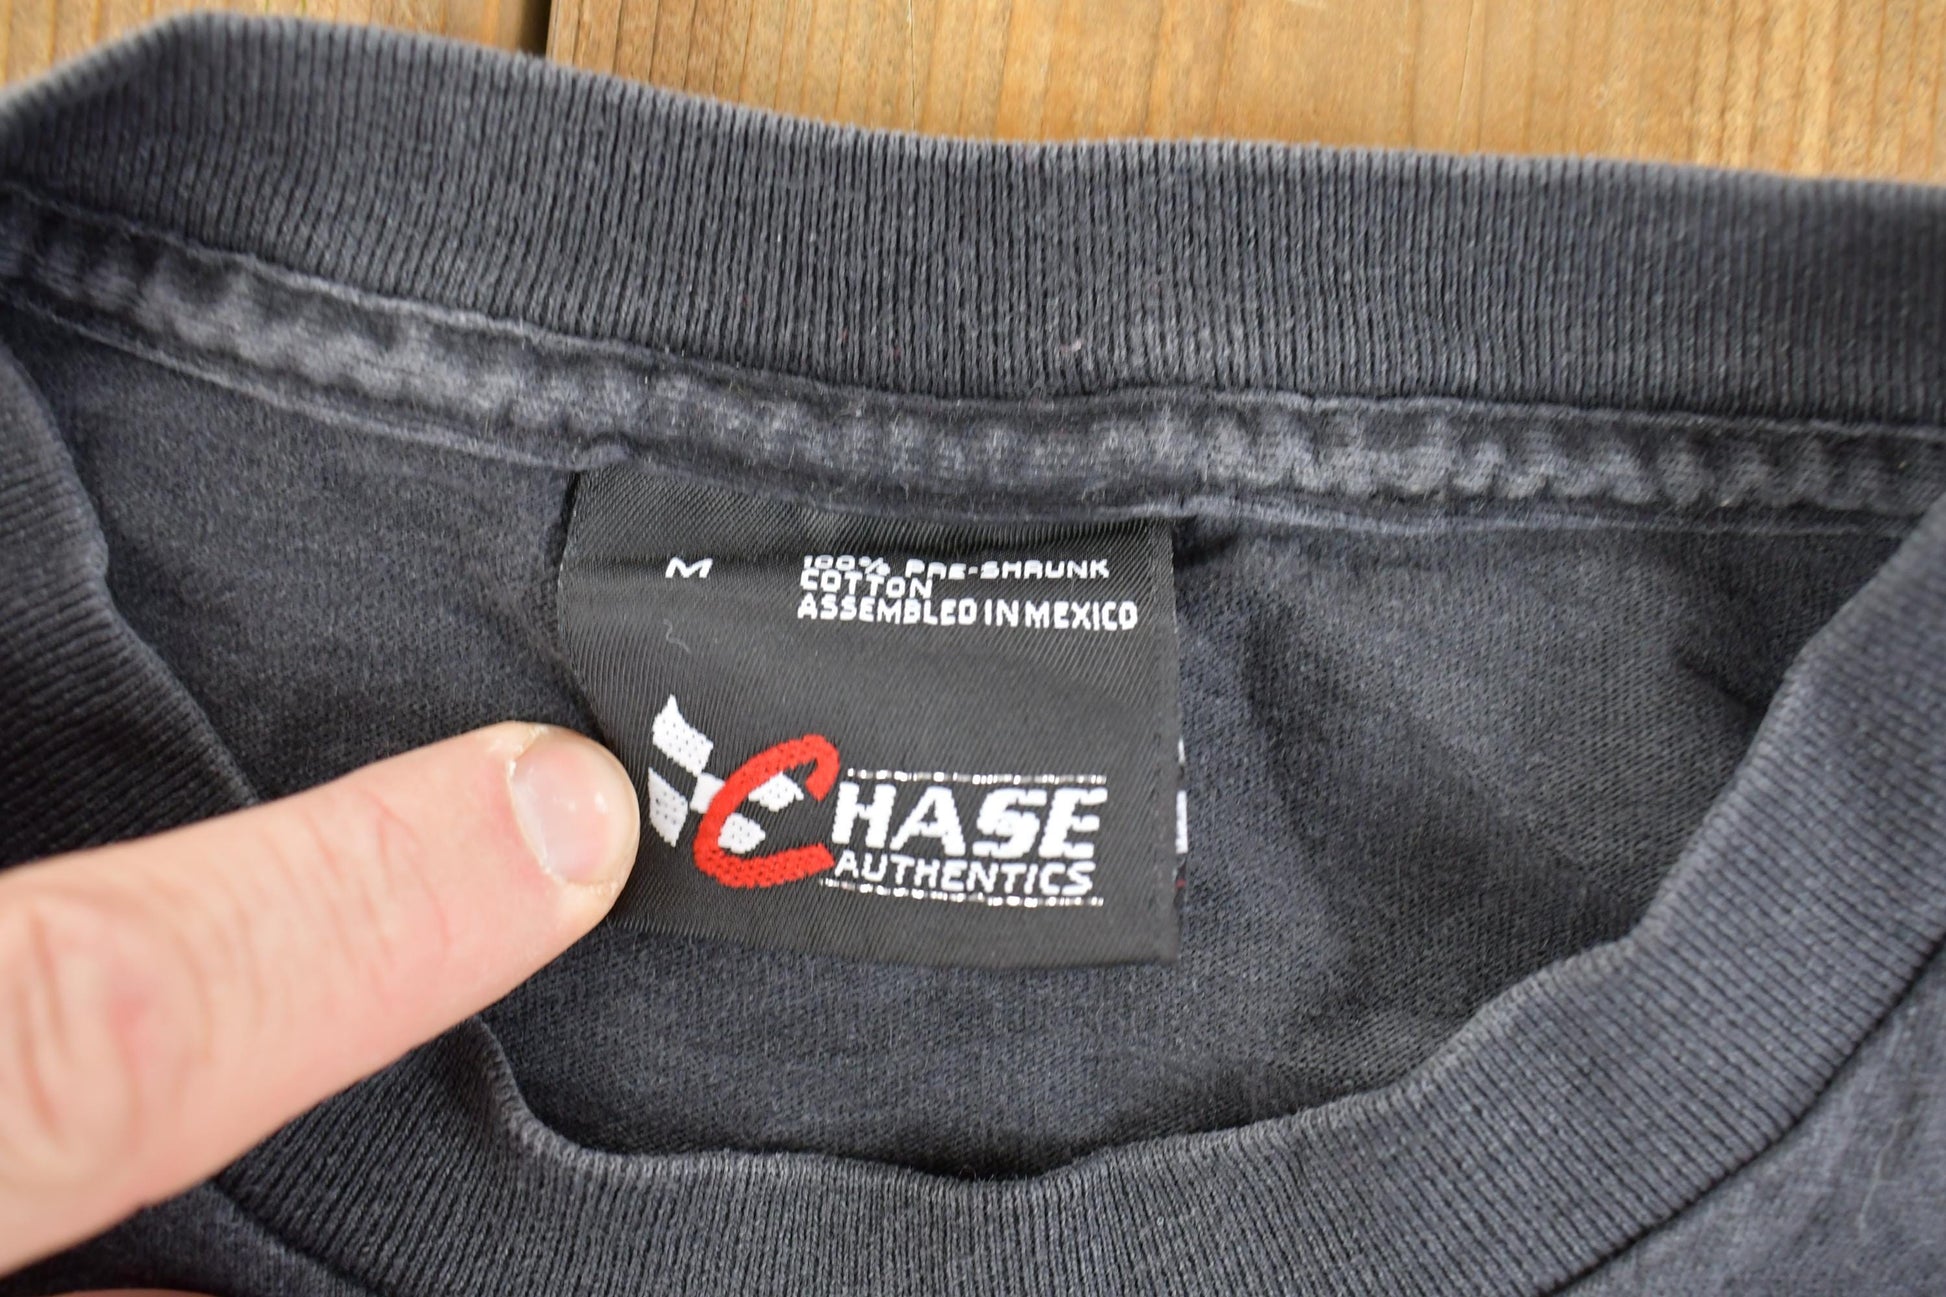 M 100% PRE-SHRUNK
COTTON
ASSEMBLED IN MEXICO
CHASE
AUTHENTICS